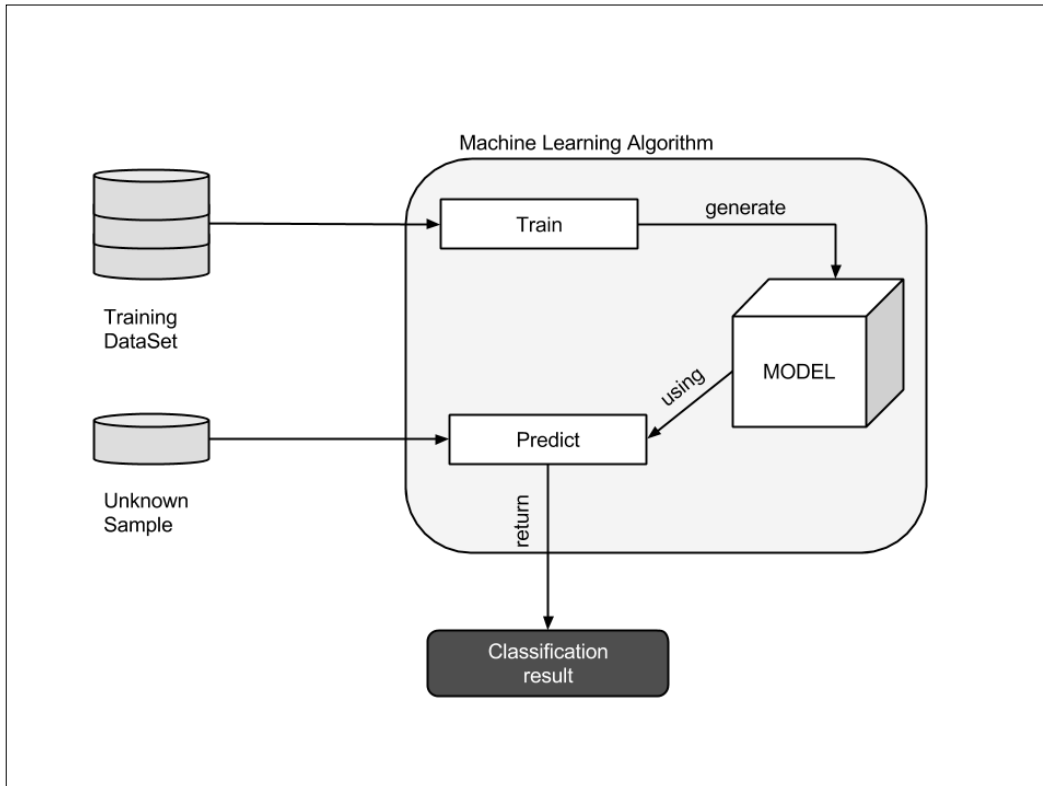 Machine Learning Algorithm
Train
generate
Training
DataSet
MODEL
using
Predict
Unknown
Sample
return
Classification
result